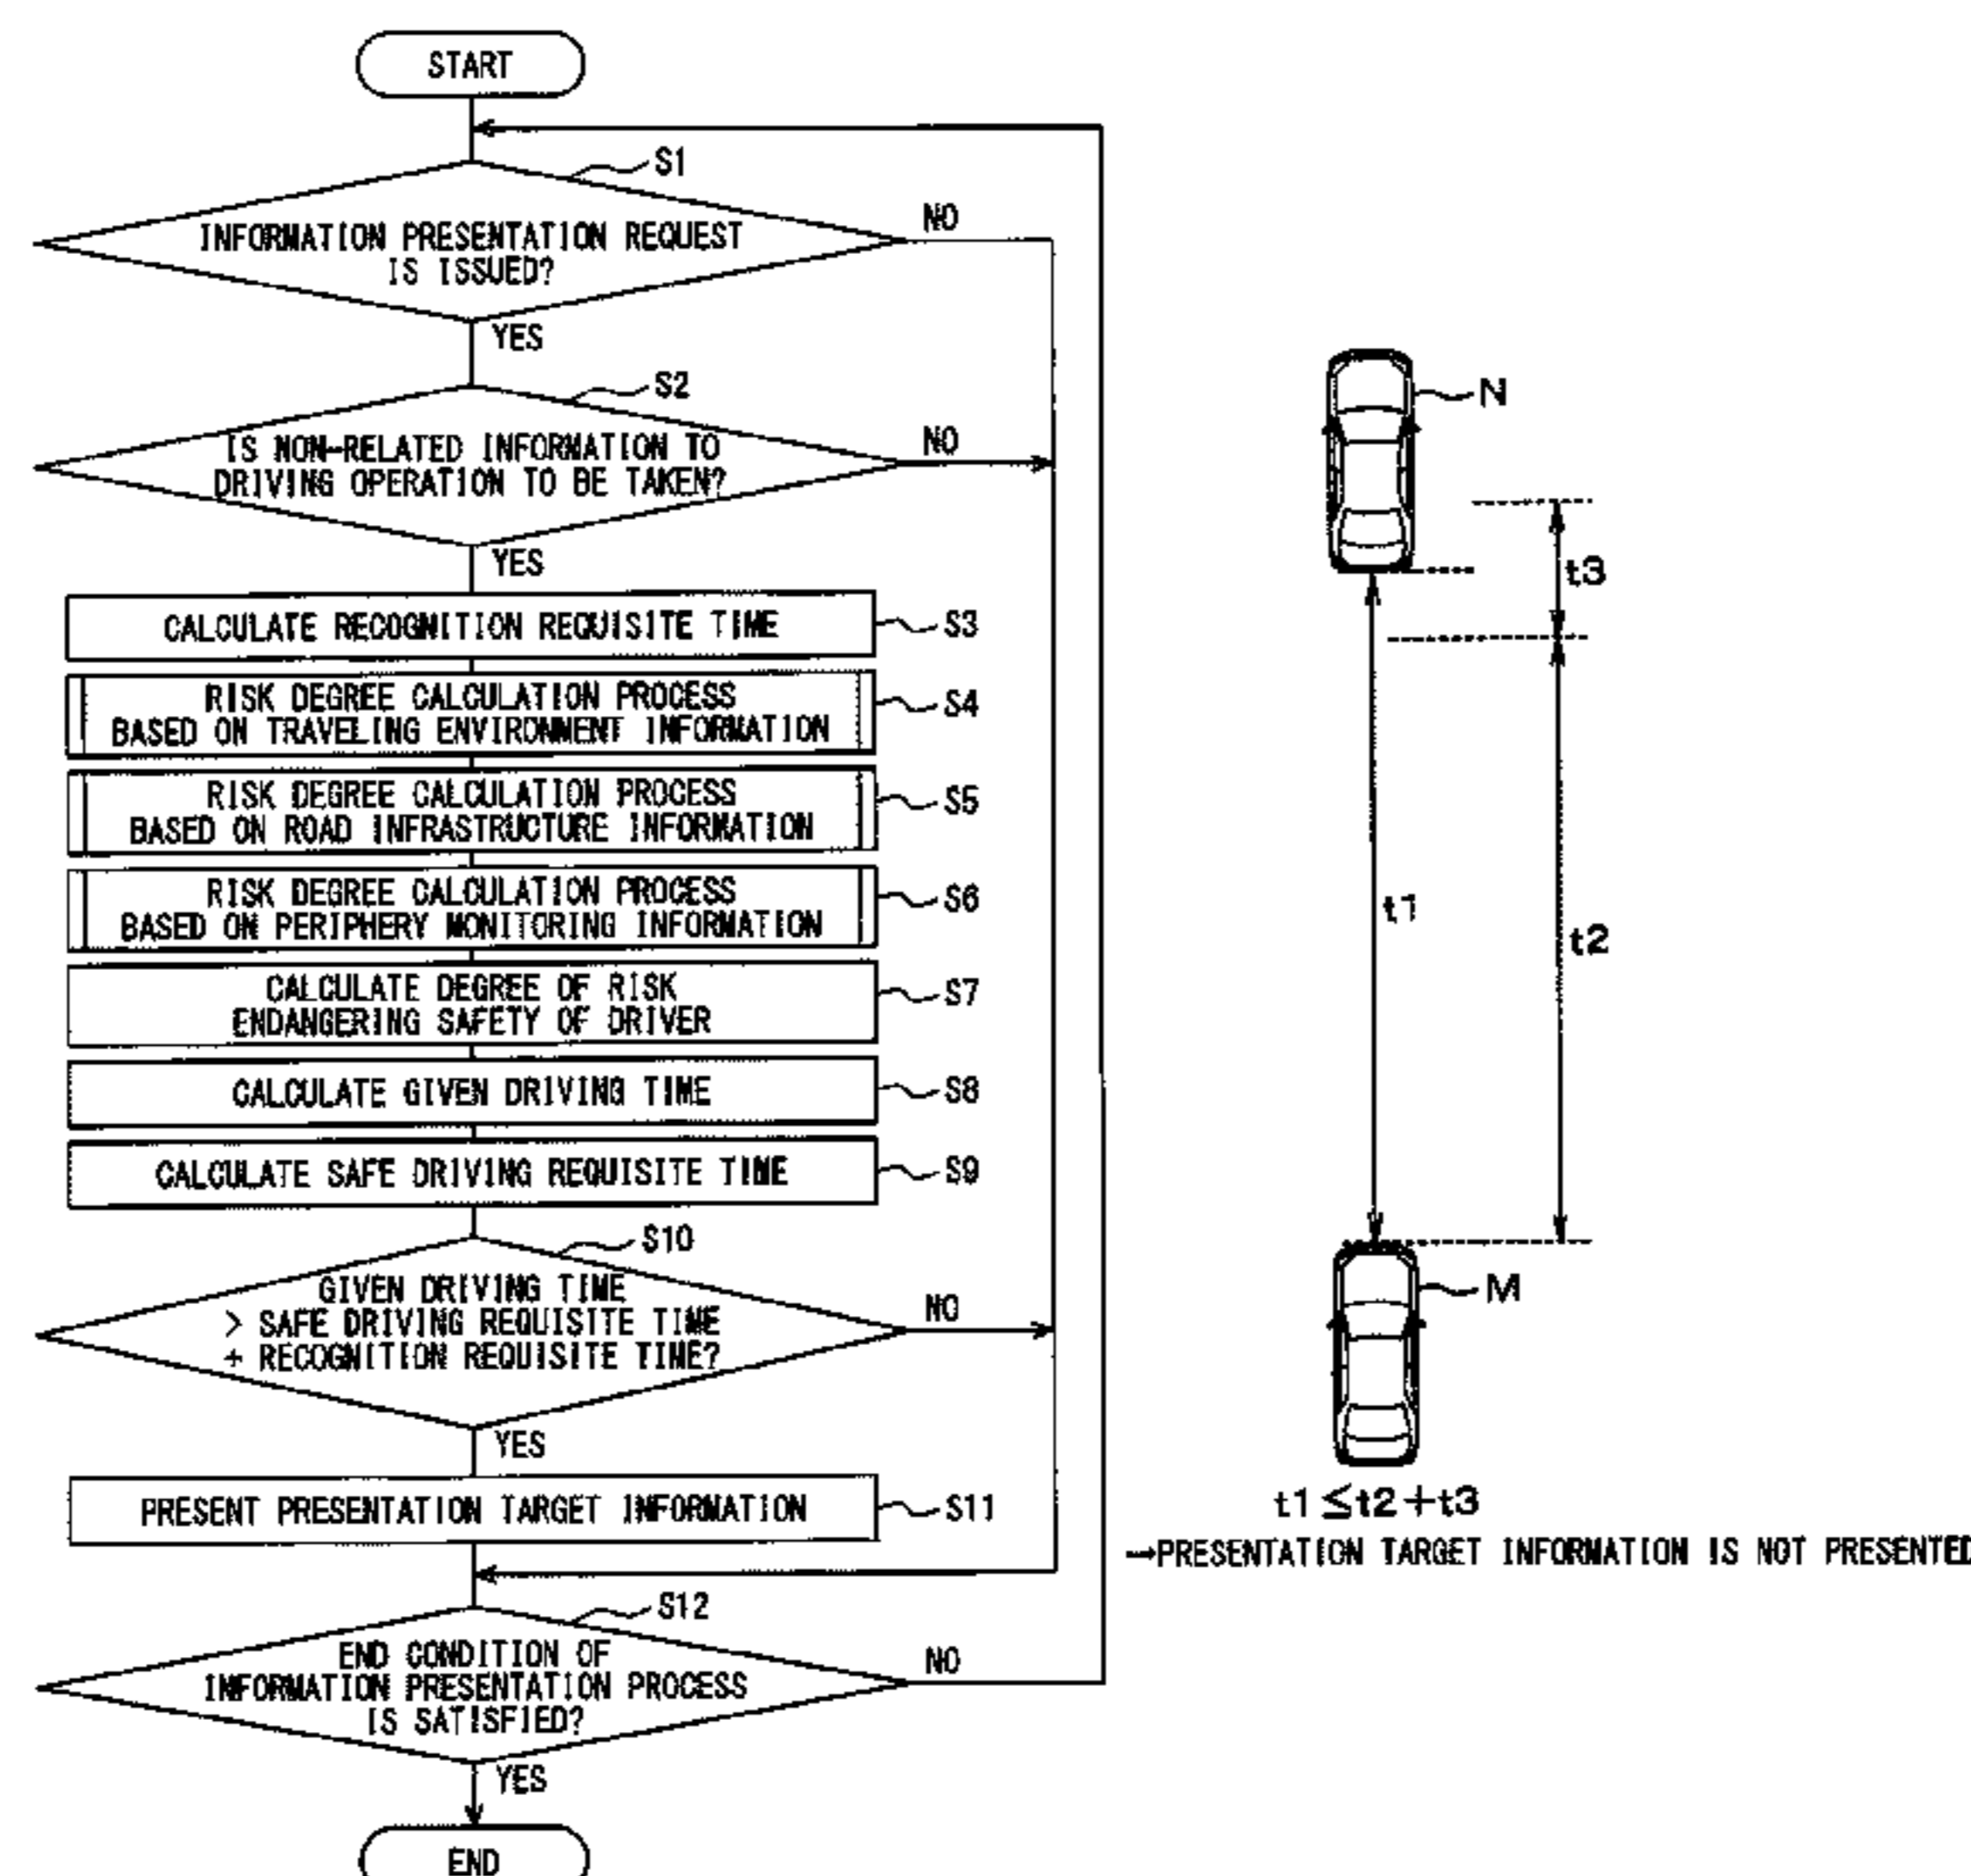 START
S1
INFORMATION PRESENTATION REQUEST
IS ISSUED?
NO
YES
S2
IS NON-RELATED INFORMATION TO
DRIVING OPERATION TO BE TAKEN?
NO
YES
CALCULATE RECOGNITION REQUISITE TIME
S3
RISK DEGREE CALCULATION PROCESS
BASED ON TRAVELING ENVIRONMENT INFORMATION
S4
RISK DEGREE CALCULATION PROCESS
BASED ON ROAD INFRASTRUCTURE INFORMATION
S5
RISK DEGREE CALCULATION PROCESS
BASED ON PERIPHERY MONITORING INFORMATION
S6
CALCULATE DEGREE OF RISK
ENDANGERING SAFETY OF DRIVER
S7
CALCULATE GIVEN DRIVING TIME
S8
CALCULATE SAFE DRIVING REQUISITE TIME
S9
S10
GIVEN DRIVING TIME
> SAFE DRIVING REQUISITE TIME
+ RECOGNITION REQUISITE TIME?
NO
YES
PRESENT PRESENTATION TARGET INFORMATION
S11
S12
END CONDITION OF
INFORMATION PRESENTATION PROCESS
IS SATISFIED?
NO
YES
END
N
t3
t1
t2
M
t1≦t2+t3
→PRESENTATION TARGET INFORMATION IS NOT PRESENTED